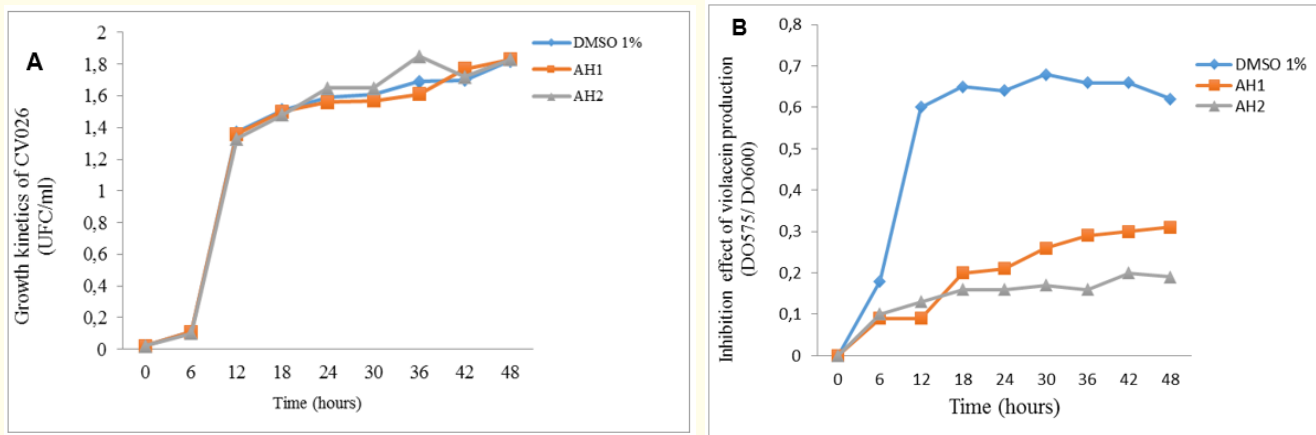 A
Growth kinetics of CV026
(UFC/ml)
2
1,8
1,6
1,4
1,2
1
0,8
0,6
0,4
0,2
0
0 6 12 18 24 30 36 42 48
Time (hours)
DMSO 1%
AH1
AH2
B
Inhibition effect of violacein production
(DO575/ DO600)
0,8
0,7
0,6
0,5
0,4
0,3
0,2
0,1
0
0 6 12 18 24 30 36 42 48
Time (hours)
DMSO 1%
AH1
AH2